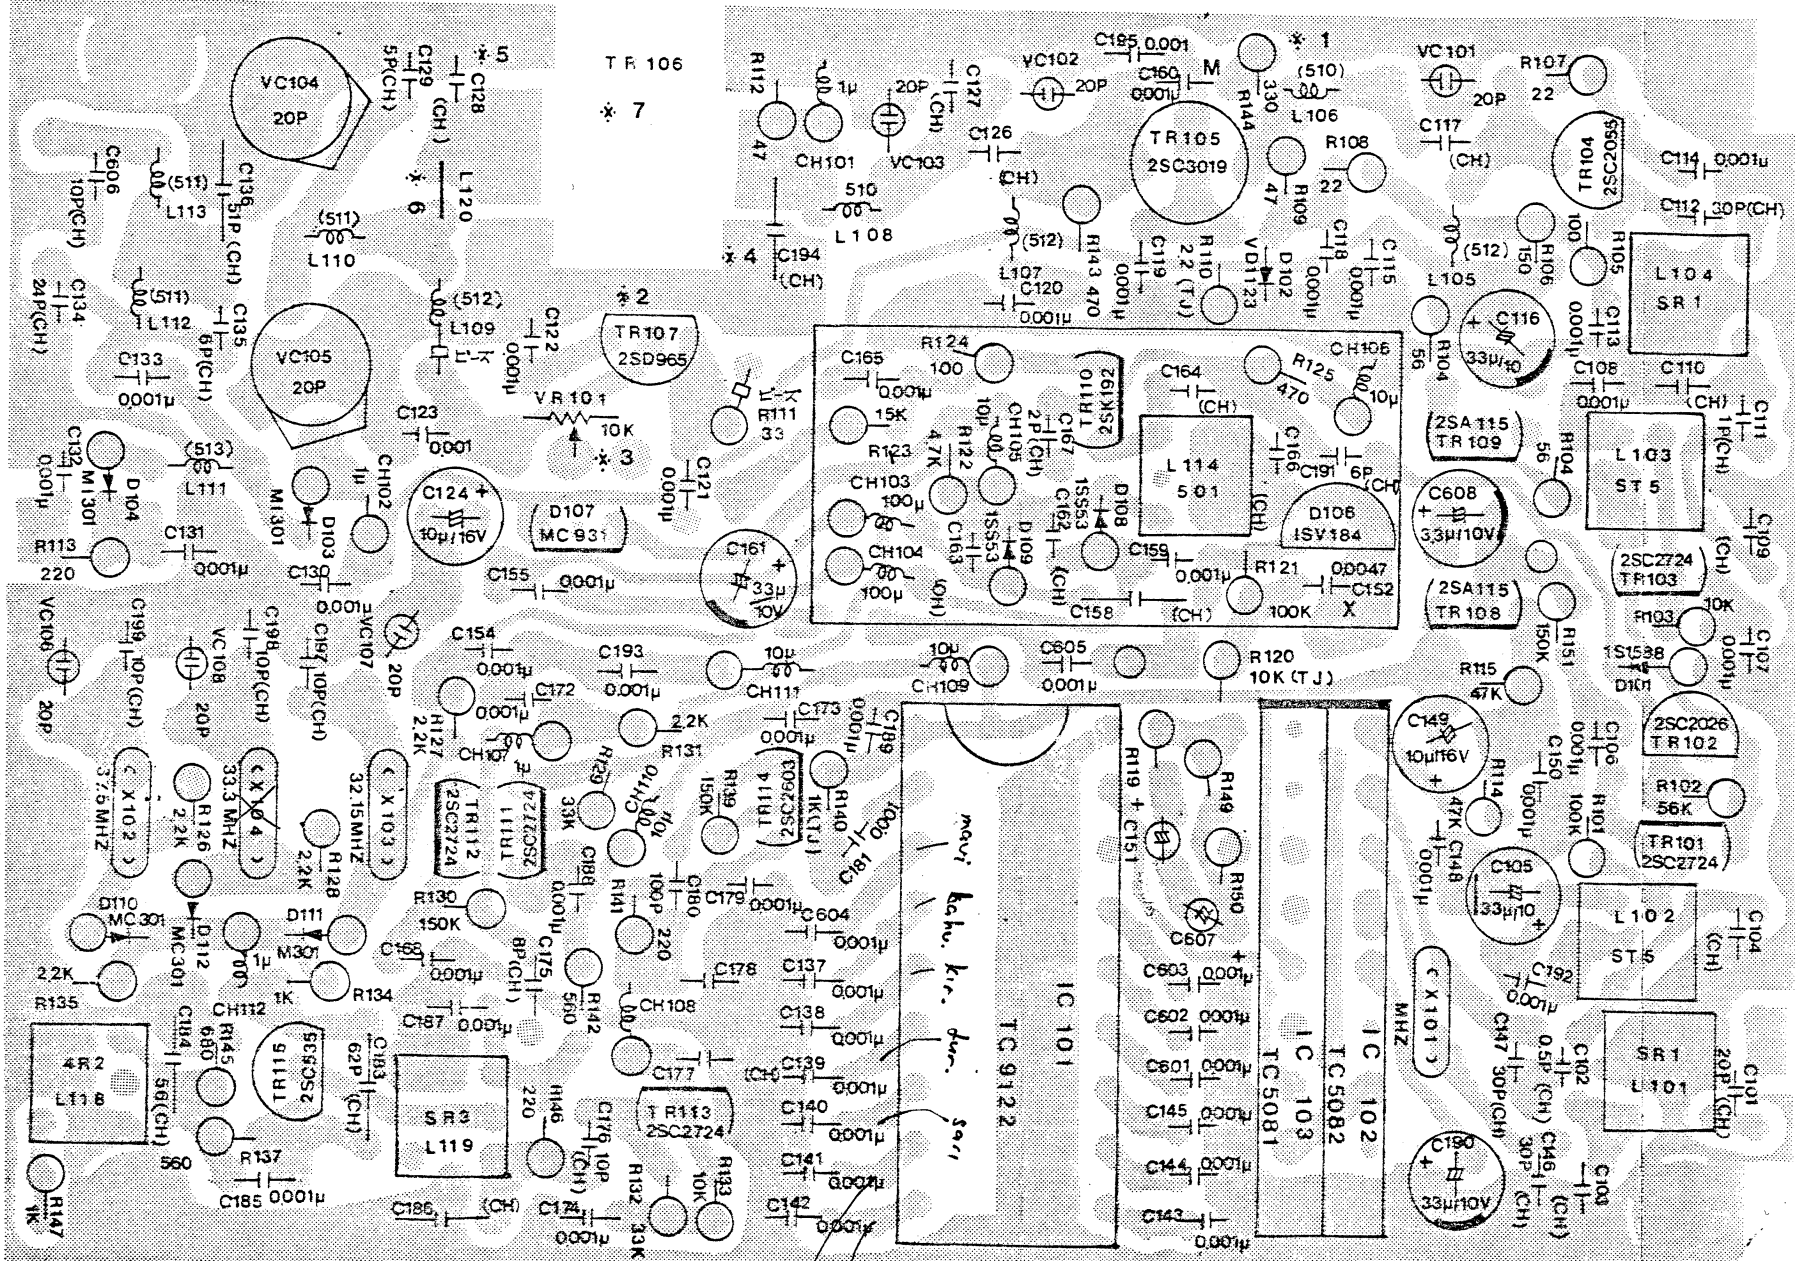 ※ 5
C129
5P(CH)
C128
(CH)
VC104
20P
TR106
※ 7
R112
47
1μ
CH101
20P
VC103
C127
(CH)
C126
(CH)
VC102
20P
C195 0.001
C160 M
0.001μ
R144
330
※ 1
(510)
L106
VC101
20P
R107
22
TR105
2SC3019
R109
47
R108
22
C117
(CH)
TR104
2SC2055
C114 0.001μ
C112 30P(CH)
C606
10P(CH)
(511)
L113
C136
51P (CH)
(511)
L110
L120
※ 6
510
L108
※ 4
C194
(CH)
(512)
L107
R143 470
C119
0.001μ
R110
2.2 (TJ)
D102
VD1123
C118
0.001μ
C115
0.001μ
(512)
L105
R106
150
R105
100
L104
SR1
C134
24P(CH)
(511)
L112
C135
6P(CH)
C133
0.001μ
VC105
20P
(512)
L109
ビーズ
C122
0.001μ
※ 2
TR107
2SD965
VR101
10K
※ 3
ビーズ
R111
33
C120
0.001μ
C121
0.001μ
C123
0.001
C124 +
10μ/16V
D107
MC931
C161 +
33μ
10V
C165
0.001μ
R124
100
15K
R123
CH103
100μ
CH104
100μ
R122
47K
CH105
10μ
C167
2P(CH)
TR110
2SK192
C164
(CH)
R125
470
CH106
10μ
L114
501
C166
(CH)
C191 6P
(CH)
D106
ISV184
D108
1SS53
C162
(CH)
D109
1SS53
C163
(CH)
C159
0.001μ
C158
(CH)
R121
100K
0.0047
C152
X
R104
56
C116
33μ/10
C113
0.001μ
C108
0.001μ
C110
(CH)
C111
1P(CH)
2SA115
TR109
R104
56
L103
ST5
C608
3.3μ/10V
C109
(CH)
2SC2724
TR103
2SA115
TR108
R151
150K
R103
10K
C107
0.001μ
1S1588
D101
R115
47K
2SC2026
TR102
C132
0.001μ
D104
M1301
(513)
L111
M1301
D103
CH102
1μ
R113
220
C131
0.001μ
C130
0.001μ
C155
0.001μ
VC106
20P
C199
10P(CH)
VC108
20P
C198
10P(CH)
C197
10P(CH)
VC107
20P
C154
0.001μ
C193
0.001μ
10μ
CH111
10μ
CH109
C605
0.001μ
R120
10K(TJ)
R127
2.2K
C172
0.001μ
CH107
1μ
2.2K
R131
C173
0.001μ
C189
0.001μ
R119
+ C151
R149
R150
C149
10μ/16V
+
R114
47K
C150
0.001μ
C106
0.001μ
R101
100K
R102
56K
TR101
2SC2724
C148
0.001μ
C105
33μ/10
+
L102
ST5
C104
(CH)
( X102 )
37.6MHZ
R126
2.2K
( X104 )
33.3MHZ
R128
2.2K
( X103 )
32.15MHZ
TR112
2SC2724
TR111
2SC2724
R129
33K
CH110
10μ
R139
150K
TR114
2SC2603
R140
1K(TJ)
C181
0.001
R130
150K
C188
0.001μ
R141
220
C180
100P
C179
0.001μ
C604
0.001μ
D110
MC301
D112
MC301
D111
M301
1μ
CH112
R135
2.2K
R134
1K
C168
0.001μ
C175
8P(CH)
R142
560
C178
CH108
C187
0.001μ
C137
0.001μ
C138
0.001μ
C139
0.001μ
C177
(CH)
C140
0.001μ
C141
0.001μ
C142
0.001μ
mavi
kahv.
kr.
dum.
sarı
IC 101
TC9122
C607
+
C603
0.001μ
C602
0.001μ
C601
0.001μ
C145
0.001μ
C144
0.001μ
C143
0.001μ
IC 103
TC5081
IC 102
TC5082
( X101 )
MHZ
C192
0.001μ
C147
30P(CH)
C102
0.5P (CH)
SR1
L101
C101
20P(CH)
C190
33μ/10V
+
C146
30P (CH)
C103
(CH)
4R2
L118
C184
56(CH)
R145
680
TR115
2SC535
C183
62P (CH)
SR3
L119
R146
220
C176
10P (CH)
TR113
2SC2724
R132
33K
R133
10K
560
R137
C185 0.001μ
R147
1K
C186
(CH)
C174
0.001μ